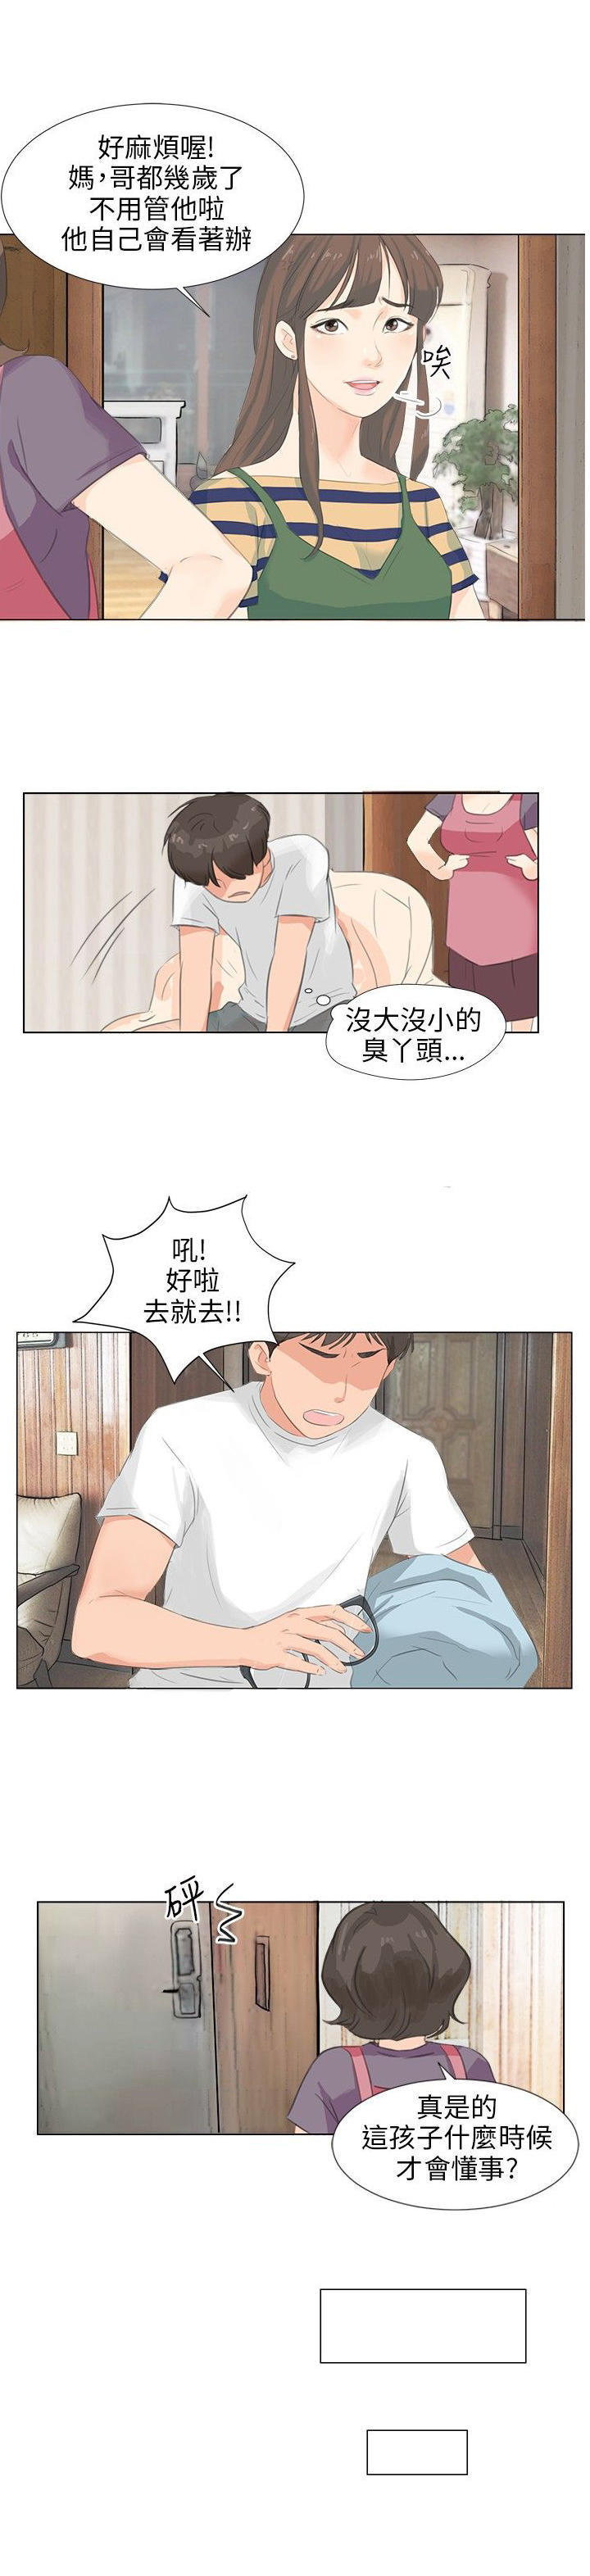 好麻煩喔!
媽,哥都幾歲了
不用管他啦
他自己會看著辦
唉
沒大沒小的
臭丫頭...
吼!
好啦
去就去!!
砰
真是的
這孩子什麼時候
才會懂事?